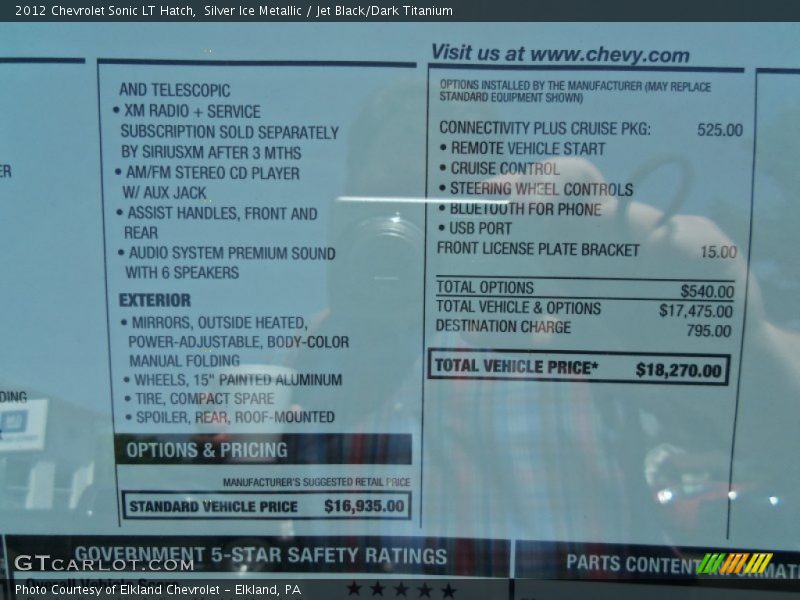 2012 Chevrolet Sonic LT Hatch,  Silver Ice Metallic / Jet Black/Dark Titanium
Visit us at www.chevy.com
AND TELESCOPIC
• XM RADIO + SERVICE
SUBSCRIPTION SOLD SEPARATELY
BY SIRIUSXM AFTER 3 MTHS
• AM/FM STEREO CD PLAYER
W/ AUX JACK
• ASSIST HANDLES, FRONT AND
REAR
• AUDIO SYSTEM PREMIUM SOUND
WITH 6 SPEAKERS
EXTERIOR
• MIRRORS, OUTSIDE HEATED,
POWER-ADJUSTABLE, BODY-COLOR
MANUAL FOLDING
• WHEELS, 15" PAINTED ALUMINUM
• TIRE, COMPACT SPARE
• SPOILER, REAR, ROOF-MOUNTED
OPTIONS & PRICING
MANUFACTURER'S SUGGESTED RETAIL PRICE
STANDARD VEHICLE PRICE $16,935.00
OPTIONS INSTALLED BY THE MANUFACTURER (MAY REPLACE
STANDARD EQUIPMENT SHOWN)
CONNECTIVITY PLUS CRUISE PKG: 525.00
• REMOTE VEHICLE START
• CRUISE CONTROL
• STEERING WHEEL CONTROLS
• BLUETOOTH FOR PHONE
• USB PORT
FRONT LICENSE PLATE BRACKET 15.00
TOTAL OPTIONS $540.00
TOTAL VEHICLE & OPTIONS $17,475.00
DESTINATION CHARGE 795.00
TOTAL VEHICLE PRICE* $18,270.00
GOVERNMENT 5-STAR SAFETY RATINGS
PARTS CONTENT
GTCARLOT.COM
Photo Courtesy of Elkland Chevrolet - Elkland, PA